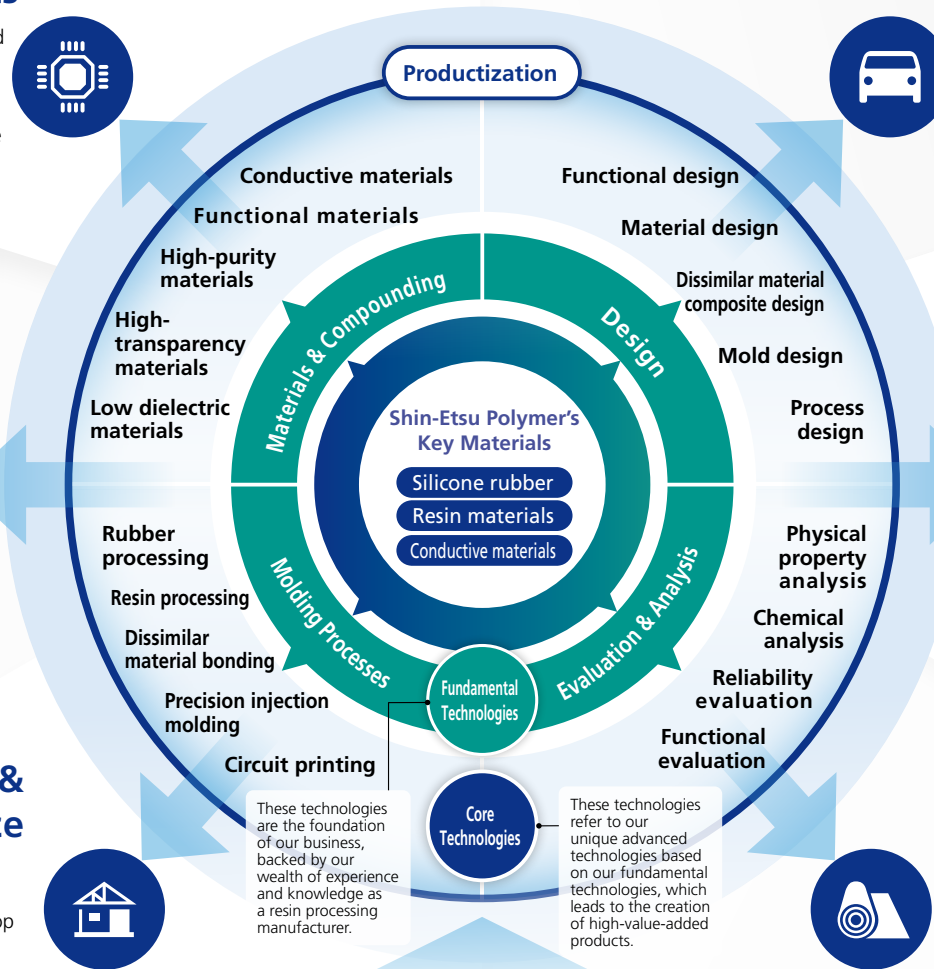 Productization
Conductive materials
Functional materials
High-purity
materials
High-
transparency
materials
Low dielectric
materials
Functional design
Material design
Dissimilar material
composite design
Mold design
Process
design
Materials & Compounding
Design
Shin-Etsu Polymer's
Key Materials
Silicone rubber
Resin materials
Conductive materials
Molding Processes
Evaluation & Analysis
Rubber
processing
Resin processing
Dissimilar
material bonding
Precision injection
molding
Circuit printing
Physical
property
analysis
Chemical
analysis
Reliability
evaluation
Functional
evaluation
Fundamental
Technologies
These technologies
are the foundation
of our business,
backed by our
wealth of experience
and knowledge as
a resin processing
manufacturer.
Core
Technologies
These technologies
refer to our
unique advanced
technologies based
on our fundamental
technologies, which
leads to the creation
of high-value-added
products.
&